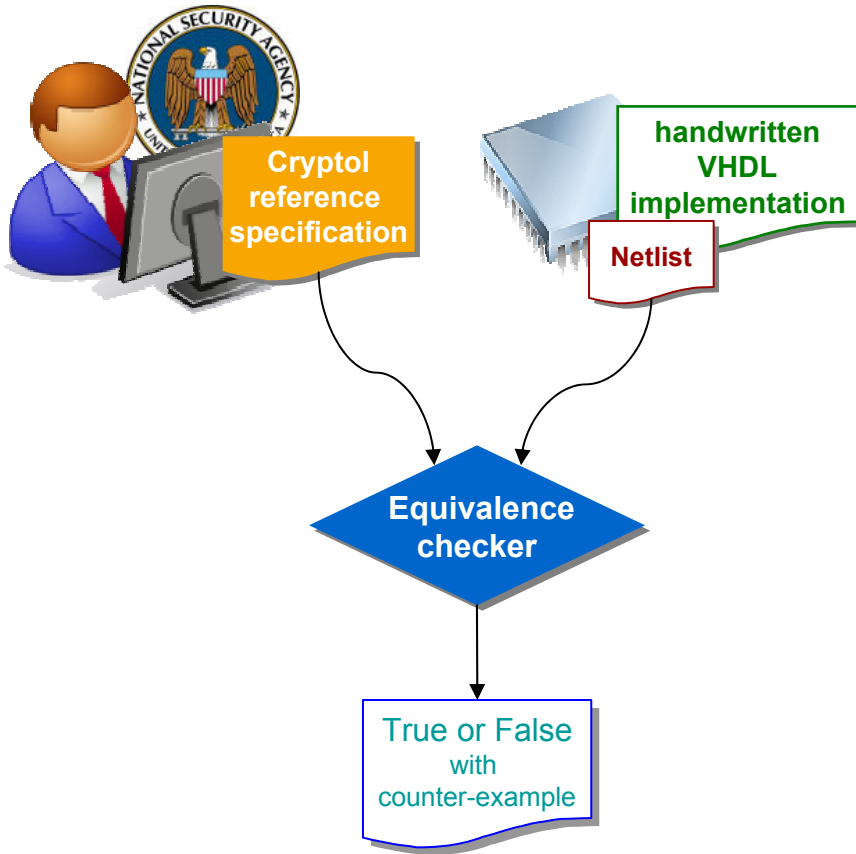 NATIONAL SECURITY AGENCY
Cryptol
reference
specification
handwritten
VHDL
implementation
Netlist
Equivalence
checker
True or False
with
counter-example